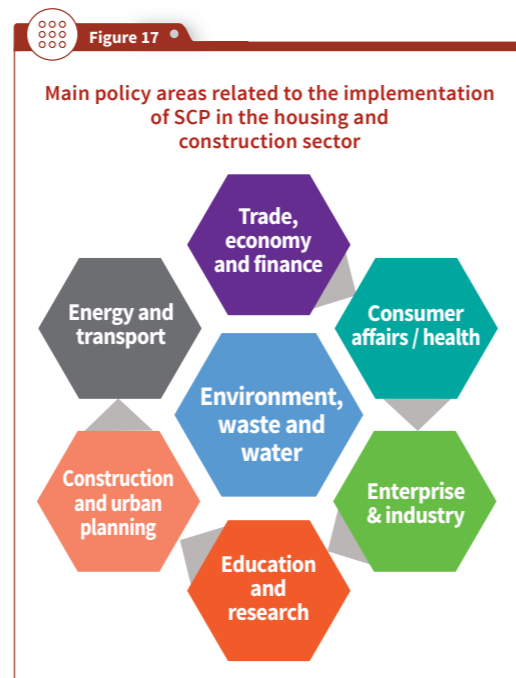 Figure 17
Main policy areas related to the implementation
of SCP in the housing and
construction sector
Trade,
economy
and finance
Consumer
affairs / health
Enterprise
& industry
Education
and
research
Construction
and urban
planning
Energy and
transport
Environment,
waste and
water